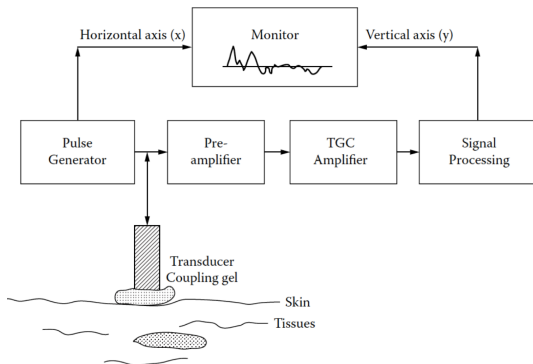 Horizontal axis (x)
Monitor
Vertical axis (y)
Pulse
Generator
Pre-
amplifier
TGC
Amplifier
Signal
Processing
Transducer
Coupling gel
Skin
Tissues